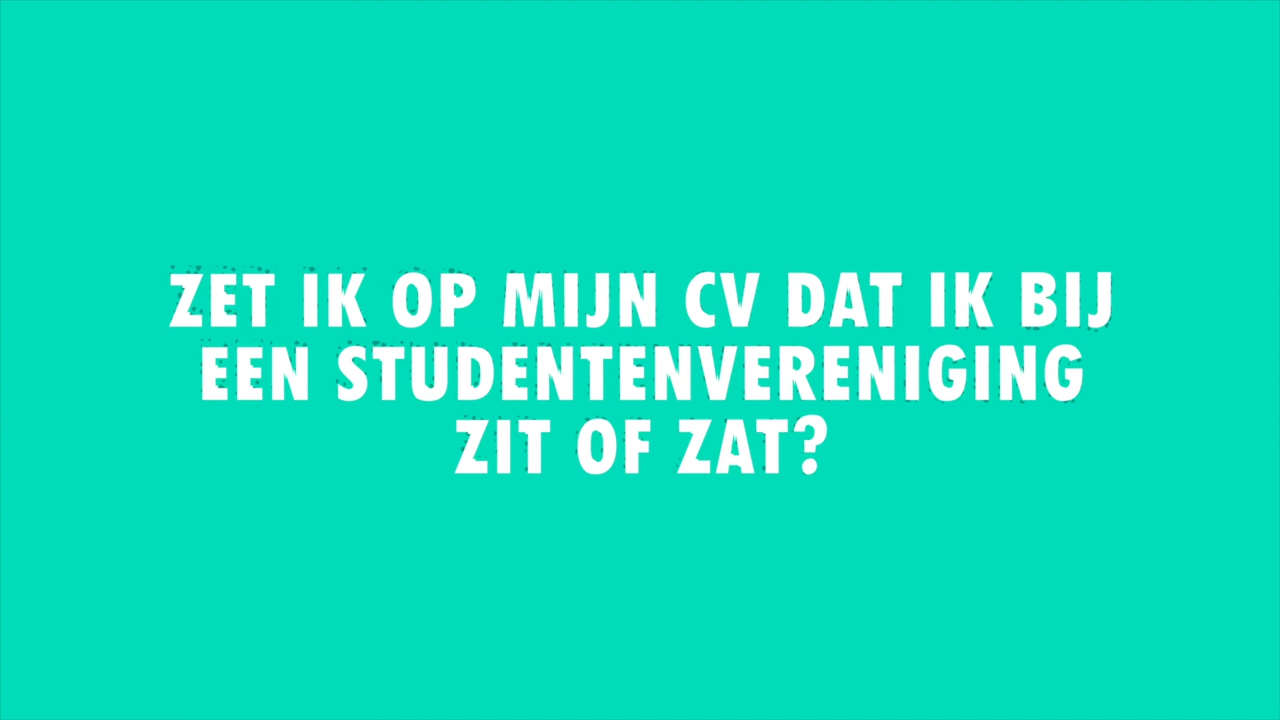 ZET IK OP MIJN CV DAT IK BIJ
EEN STUDENTENVERENIGING
ZIT OF ZAT?